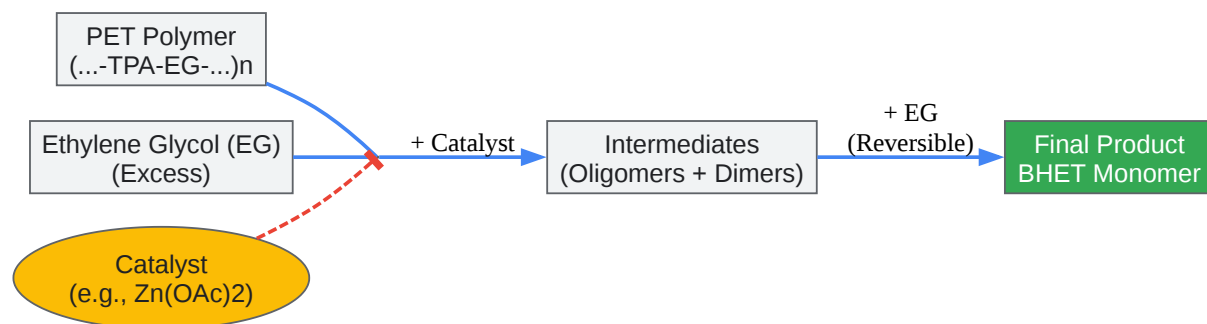 PET Polymer
(...-TPA-EG-...)n
Ethylene Glycol (EG)
(Excess)
Catalyst
(e.g., Zn(OAc)2)
+ Catalyst
Intermediates
(Oligomers + Dimers)
+ EG
(Reversible)
Final Product
BHET Monomer